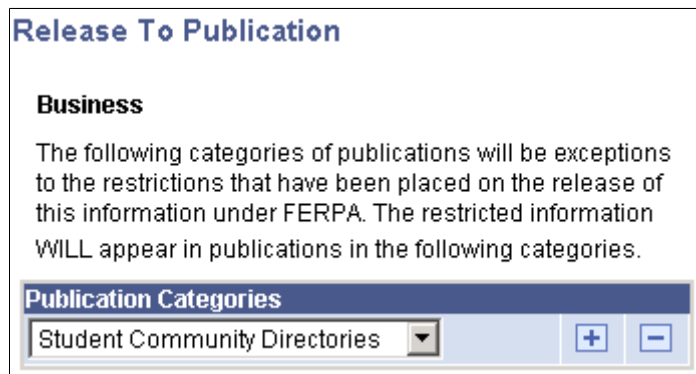 Release To Publication
Business
The following categories of publications will be exceptions
to the restrictions that have been placed on the release of
this information under FERPA. The restricted information
WILL appear in publications in the following categories.
Publication Categories
Student Community Directories